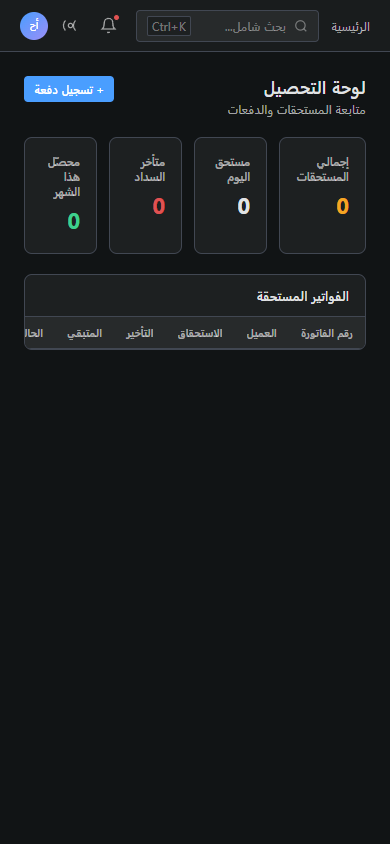 الرئيسية
بحث شامل... Ctrl+K
أح
لوحة التحصيل
متابعة المستحقات والدفعات
+ تسجيل دفعة
إجمالي المستحقات
0
مستحق اليوم
0
متأخر السداد
0
محصّل هذا الشهر
0
الفواتير المستحقة
رقم الفاتورة العميل الاستحقاق التأخير المتبقي